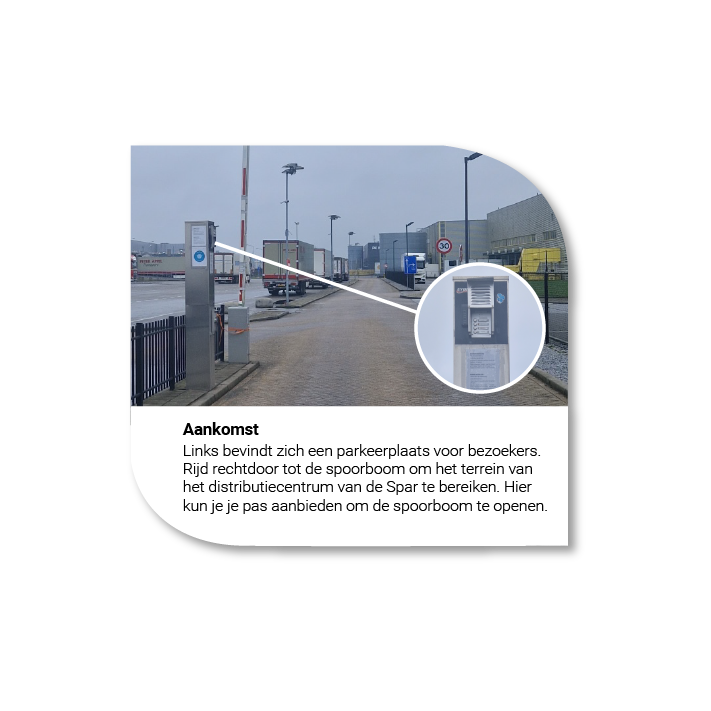 30
Aankomst
Links bevindt zich een parkeerplaats voor bezoekers.
Rijd rechtdoor tot de spoorboom om het terrein van
het distributiecentrum van de Spar te bereiken. Hier
kun je je pas aanbieden om de spoorboom te openen.